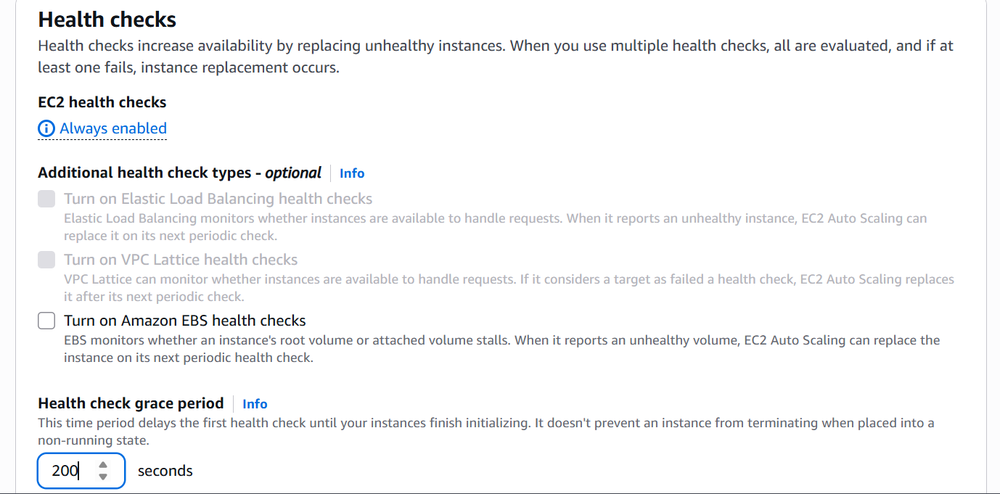 Health checks
Health checks increase availability by replacing unhealthy instances. When you use multiple health checks, all are evaluated, and if at
least one fails, instance replacement occurs.
EC2 health checks
Always enabled
Additional health check types - optional Info
Turn on Elastic Load Balancing health checks
Elastic Load Balancing monitors whether instances are available to handle requests. When it reports an unhealthy instance, EC2 Auto Scaling can
replace it on its next periodic check.
Turn on VPC Lattice health checks
VPC Lattice can monitor whether instances are available to handle requests. If it considers a target as failed a health check, EC2 Auto Scaling replaces
it after its next periodic check.
Turn on Amazon EBS health checks
EBS monitors whether an instance's root volume or attached volume stalls. When it reports an unhealthy volume, EC2 Auto Scaling can replace the
instance on its next periodic health check.
Health check grace period Info
This time period delays the first health check until your instances finish initializing. It doesn't prevent an instance from terminating when placed into a
non-running state.
200 seconds